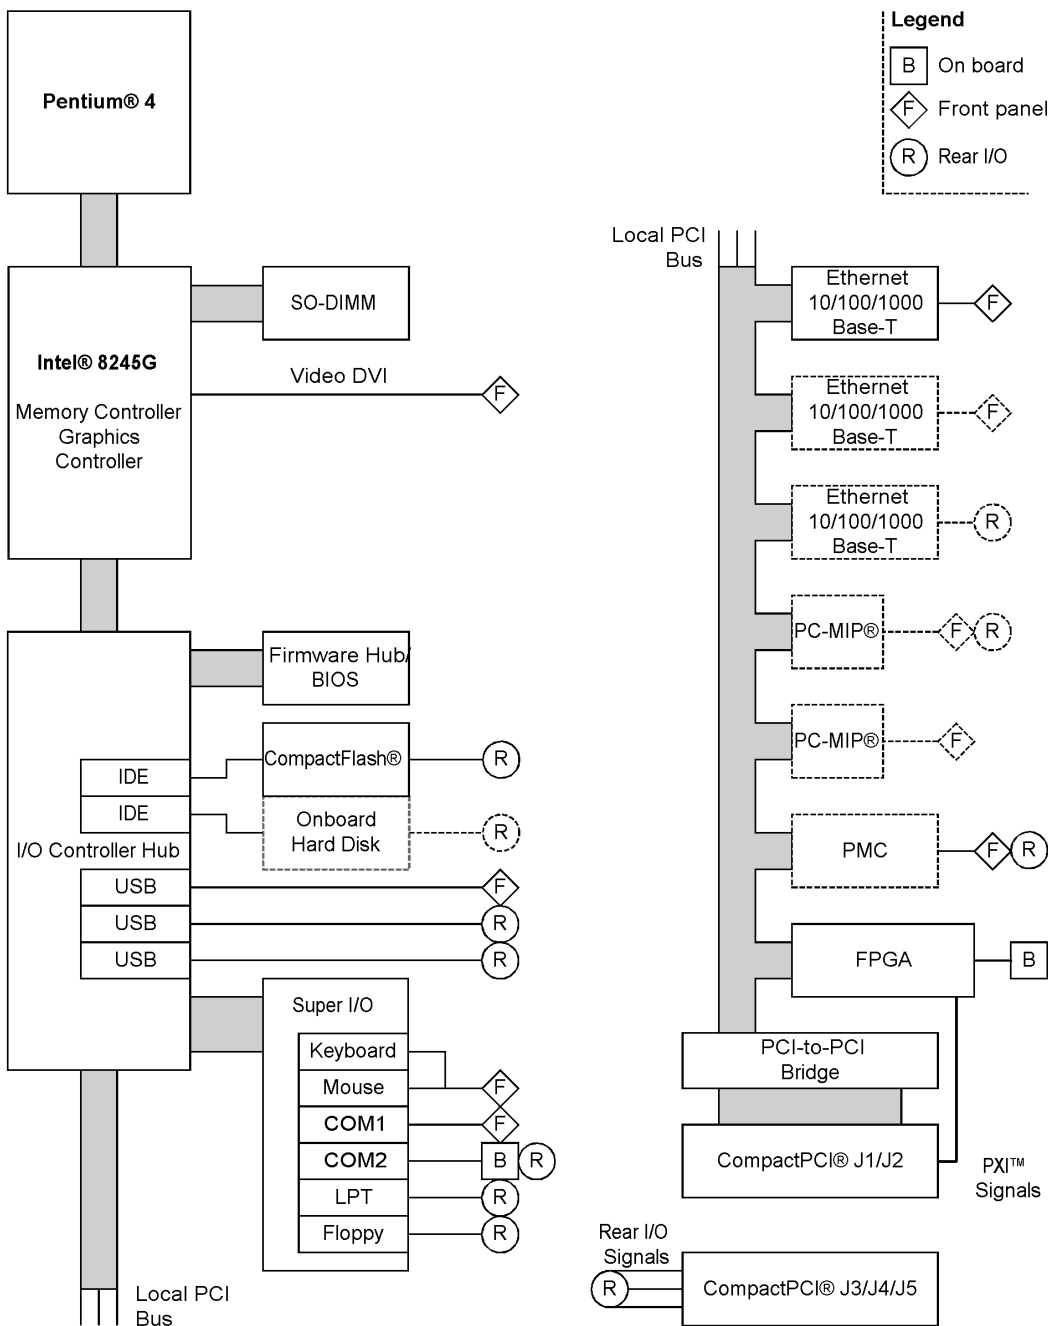 Pentium® 4
Intel® 8245G
Memory Controller
Graphics
Controller
SO-DIMM
Video DVI
F
Firmware Hub/
BIOS
IDE
CompactFlash®
R
IDE
Onboard
Hard Disk
R
I/O Controller Hub
USB
F
USB
R
USB
R
Super I/O
Keyboard
Mouse
F
COM1
F
COM2
B
R
LPT
R
Floppy
R
Local PCI
Bus
Legend
B On board
F Front panel
R Rear I/O
Local PCI
Bus
Ethernet
10/100/1000
Base-T
F
Ethernet
10/100/1000
Base-T
F
Ethernet
10/100/1000
Base-T
R
PC-MIP®
F
R
PC-MIP®
F
PMC
F
R
FPGA
B
PCI-to-PCI
Bridge
CompactPCI® J1/J2
PXI™
Signals
Rear I/O
Signals
R
CompactPCI® J3/J4/J5